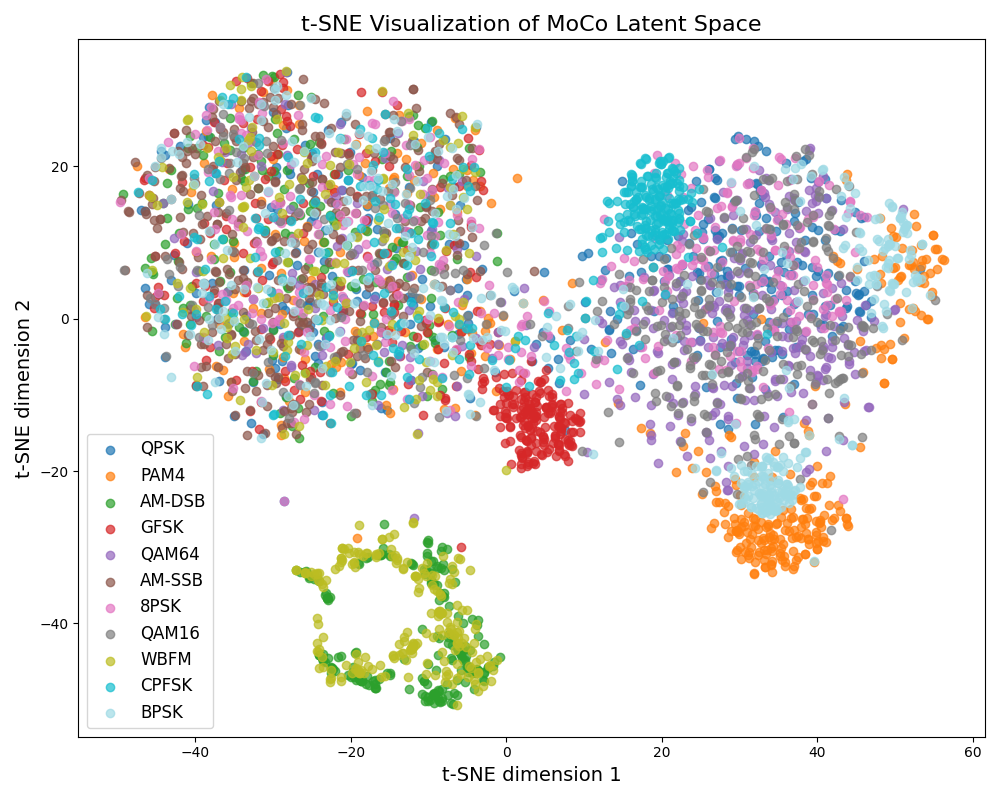 t-SNE Visualization of MoCo Latent Space
t-SNE dimension 2
20
0
−20
−40
QPSK
PAM4
AM-DSB
GFSK
QAM64
AM-SSB
8PSK
QAM16
WBFM
CPFSK
BPSK
−40
−20
0
20
40
60
t-SNE dimension 1